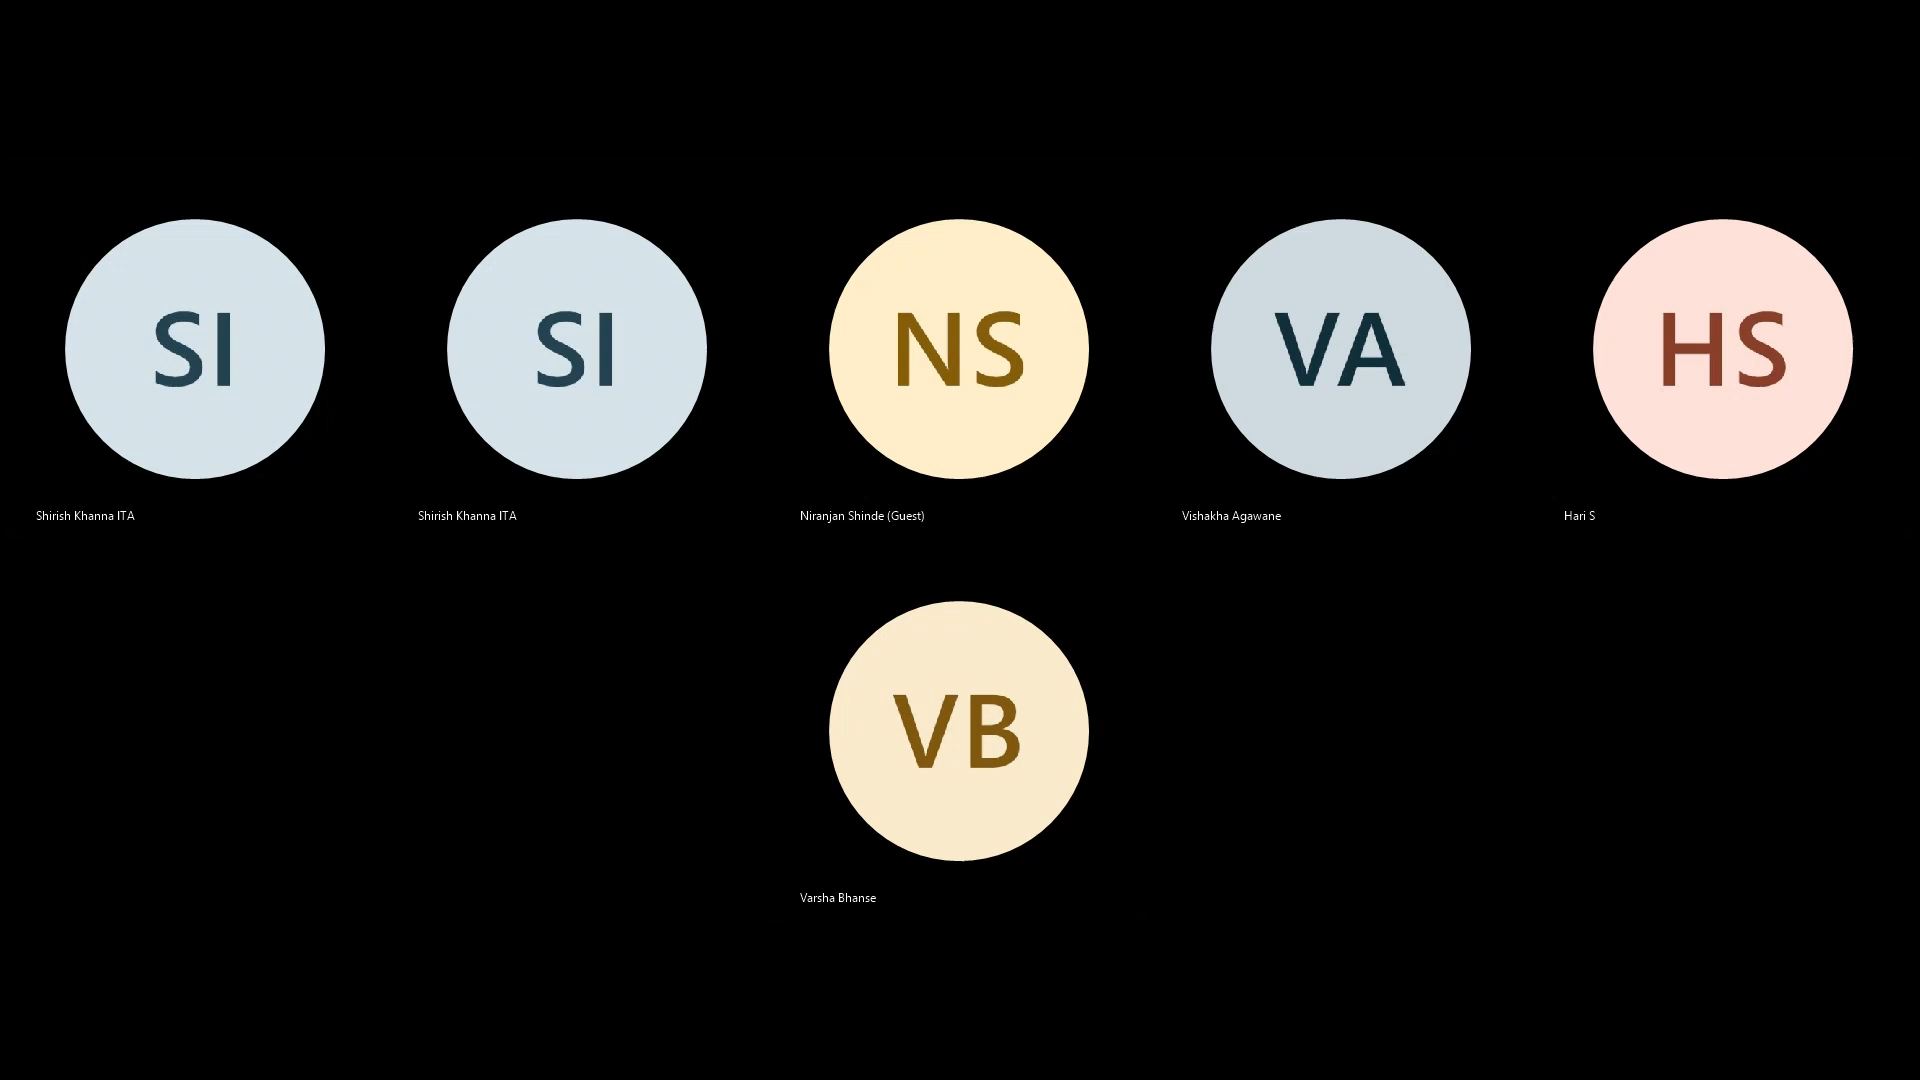 SI
SI
NS
VA
HS
Shirish Khanna ITA
Shirish Khanna ITA
Niranjan Shinde (Guest)
Vishakha Agawane
Hari S
VB
Varsha Bhanse